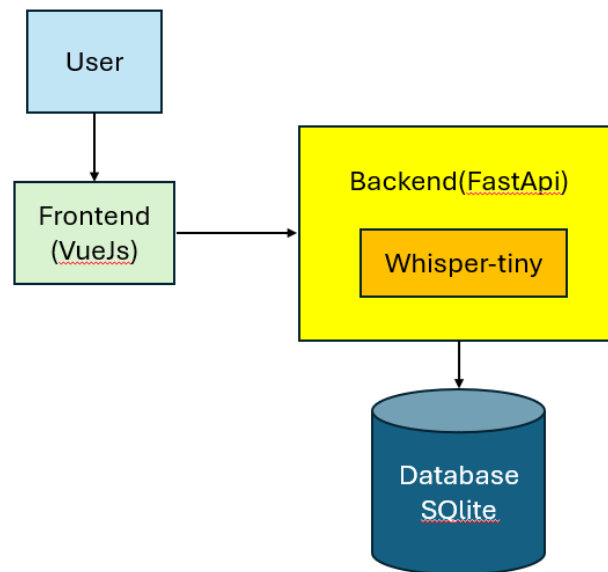 User
Frontend
(VueJs)
Backend(FastApi)
Whisper-tiny
Database
SQlite